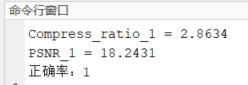 命令行窗口
Compress_ratio_1 = 2.8634
PSNR_1 = 18.2431
正确率：1